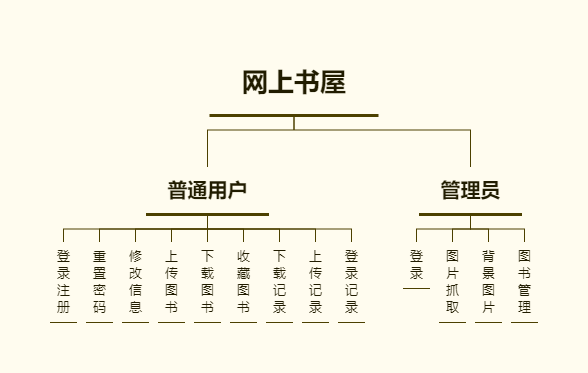 网上书屋
普通用户
管理员
登录注册
重置密码
修改信息
上传图书
下载图书
收藏图书
下载记录
上传记录
登录记录
登录
图片抓取
背景图片
图书管理